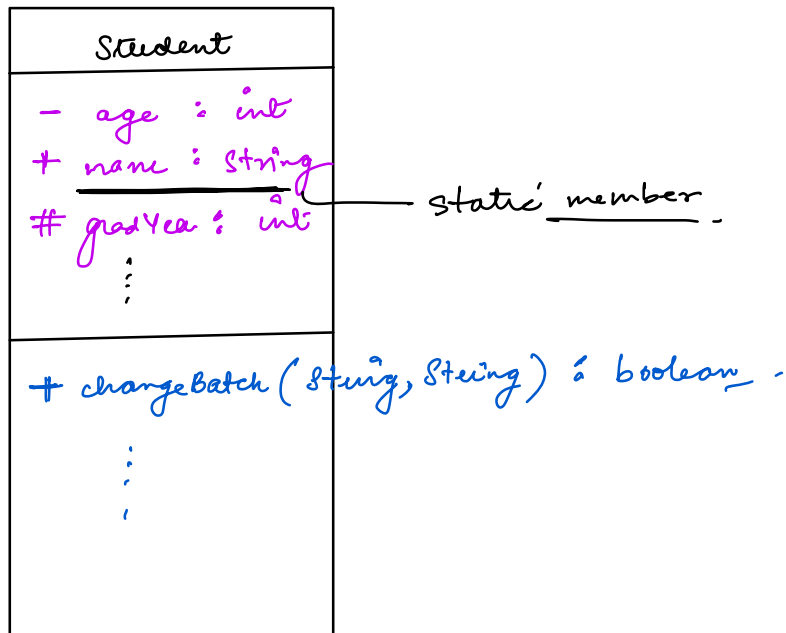 Student
- age : int
+ name : String
static member.
# gradYear : int
+ changeBatch (String, String) : boolean